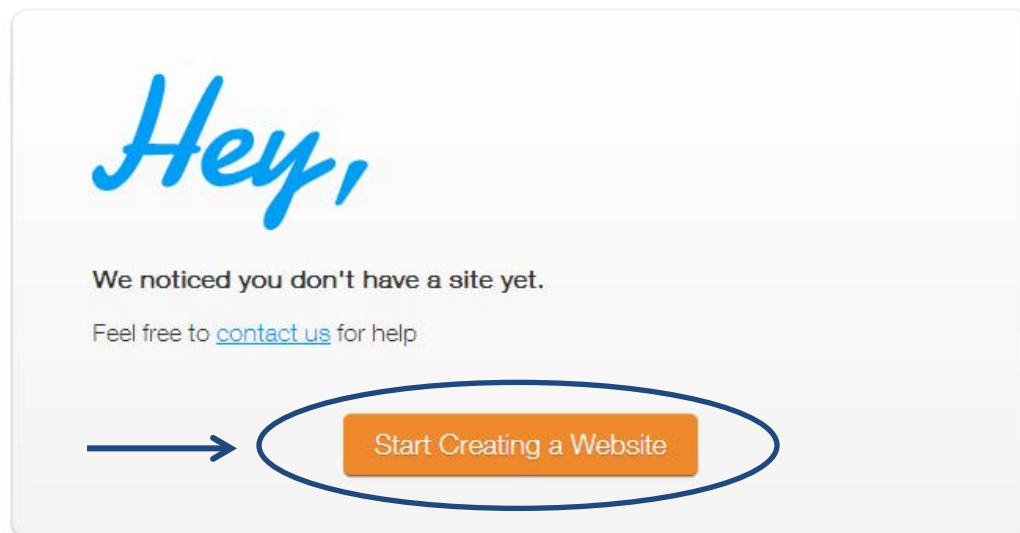 Hey,
We noticed you don't have a site yet.
Feel free to contact us for help
Start Creating a Website